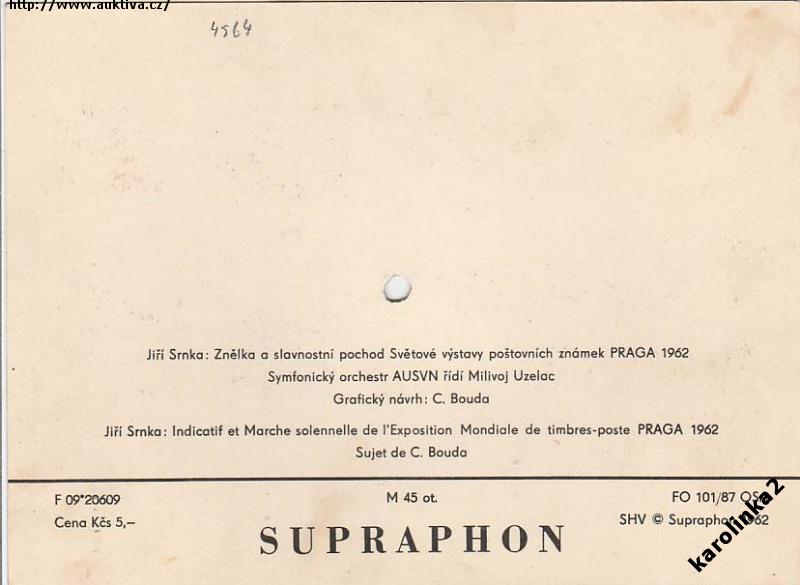 http://www.auktiva.cz/
4564
Jiří Srnka: Znělka a slavnostní pochod Světové výstavy poštovních známek PRAGA 1962
Symfonický orchestr AUSVN řídí Milivoj Uzelac
Grafický návrh: C. Bouda
Jiří Srnka: Indicatif et Marche solennelle de l'Exposition Mondiale de timbres-poste PRAGA 1962
Sujet de C. Bouda
F 09*20609
M 45 ot.
FO 101/87
Cena Kčs 5,–
SHV © Supraphon 1962
SUPRAPHON
karolinka2